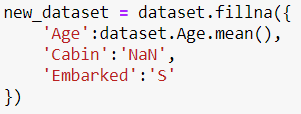 new_dataset = dataset.fillna({
    'Age':dataset.Age.mean(),
    'Cabin':'NaN',
    'Embarked':'S'
})